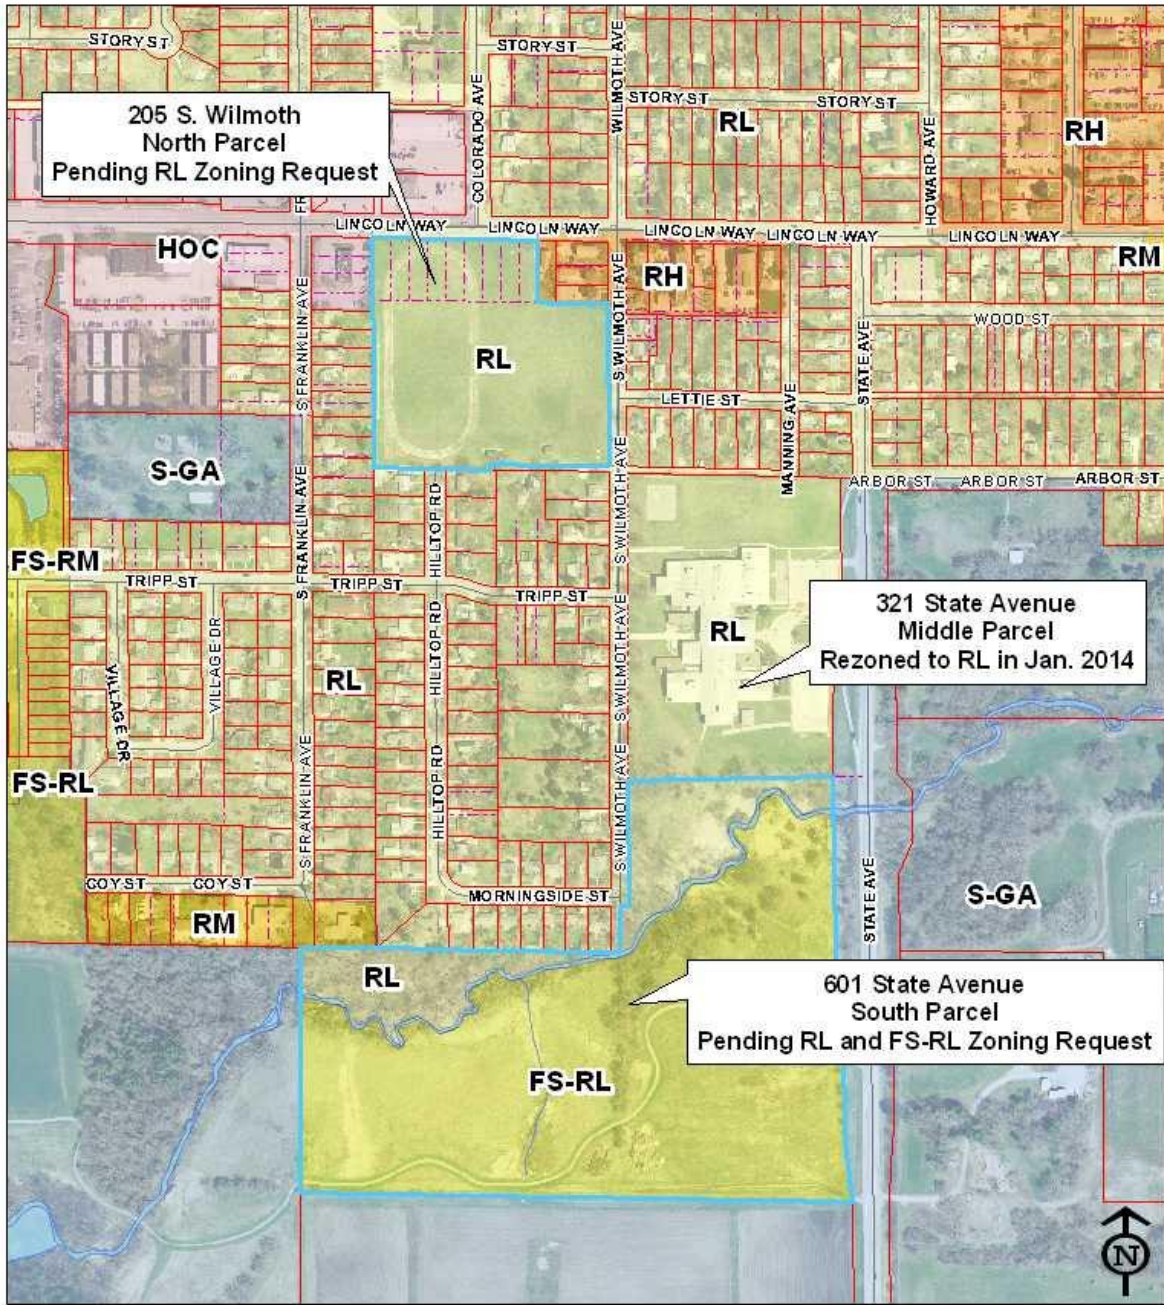 STORY ST
STORY ST
COLORADO AVE
WILMOTH AVE
STORY ST
STORY ST
HOWARD AVE
RL
RH
205 S. Wilmoth
North Parcel
Pending RL Zoning Request
FR
LINCOLN WAY
LINCOLN WAY
LINCOLN WAY
LINCOLN WAY
LINCOLN WAY
HOC
RH
RM
S FRANKLIN AVE
S WILMOTH AVE
WOOD ST
STATE AVE
RL
LETTIE ST
MANNING AVE
S-GA
ARBOR ST
ARBOR ST
ARBOR ST
S FRANKLIN AVE
HILLTOP RD
S WILMOTH AVE
FS-RM
TRIPP ST
TRIPP ST
TRIPP ST
321 State Avenue
Middle Parcel
Rezoned to RL in Jan. 2014
VILLAGE DR
VILLAGE DR
RL
HILLTOP RD
S WILMOTH AVE
RL
FS-RL
S FRANKLIN AVE
HILLTOP RD
S WILMOTH AVE
COY ST
COY ST
MORNINGSIDE ST
RM
STATE AVE
S-GA
RL
601 State Avenue
South Parcel
Pending RL and FS-RL Zoning Request
FS-RL
N